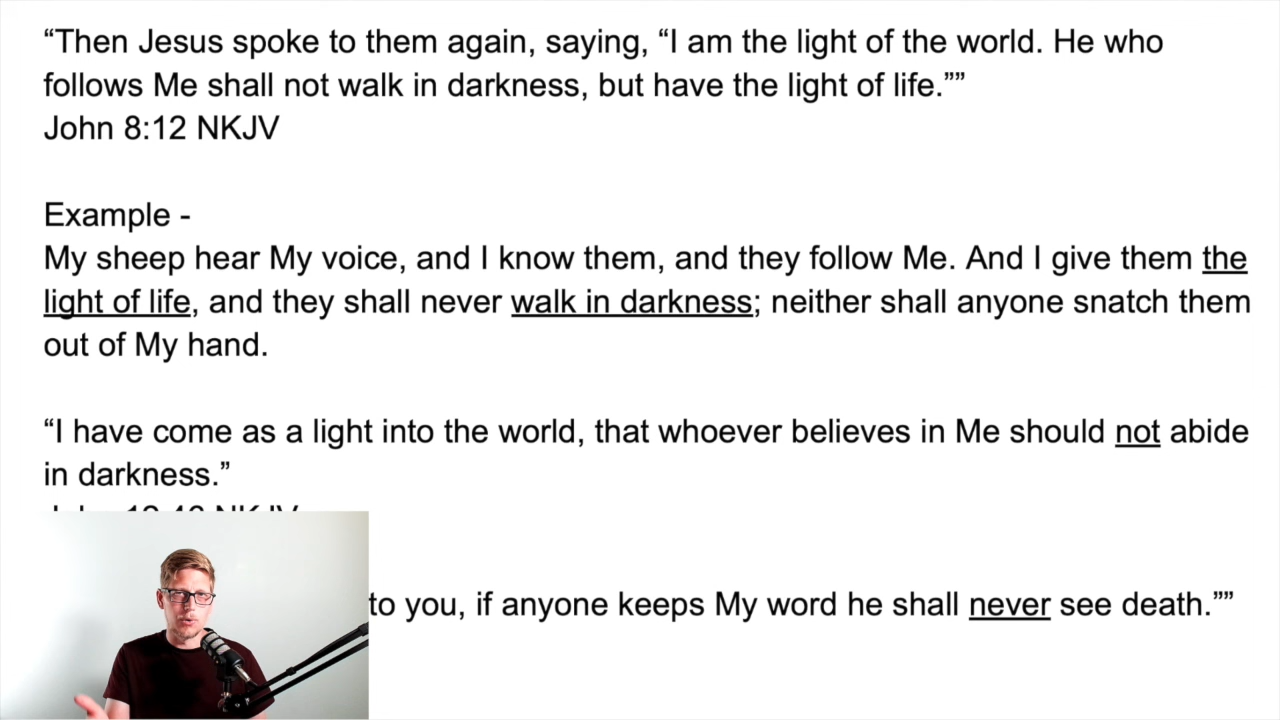 “Then Jesus spoke to them again, saying, “I am the light of the world. He who
follows Me shall not walk in darkness, but have the light of life.””
John 8:12 NKJV
Example -
My sheep hear My voice, and I know them, and they follow Me. And I give them the
light of life, and they shall never walk in darkness; neither shall anyone snatch them
out of My hand.
“I have come as a light into the world, that whoever believes in Me should not abide
in darkness.”
to you, if anyone keeps My word he shall never see death.””